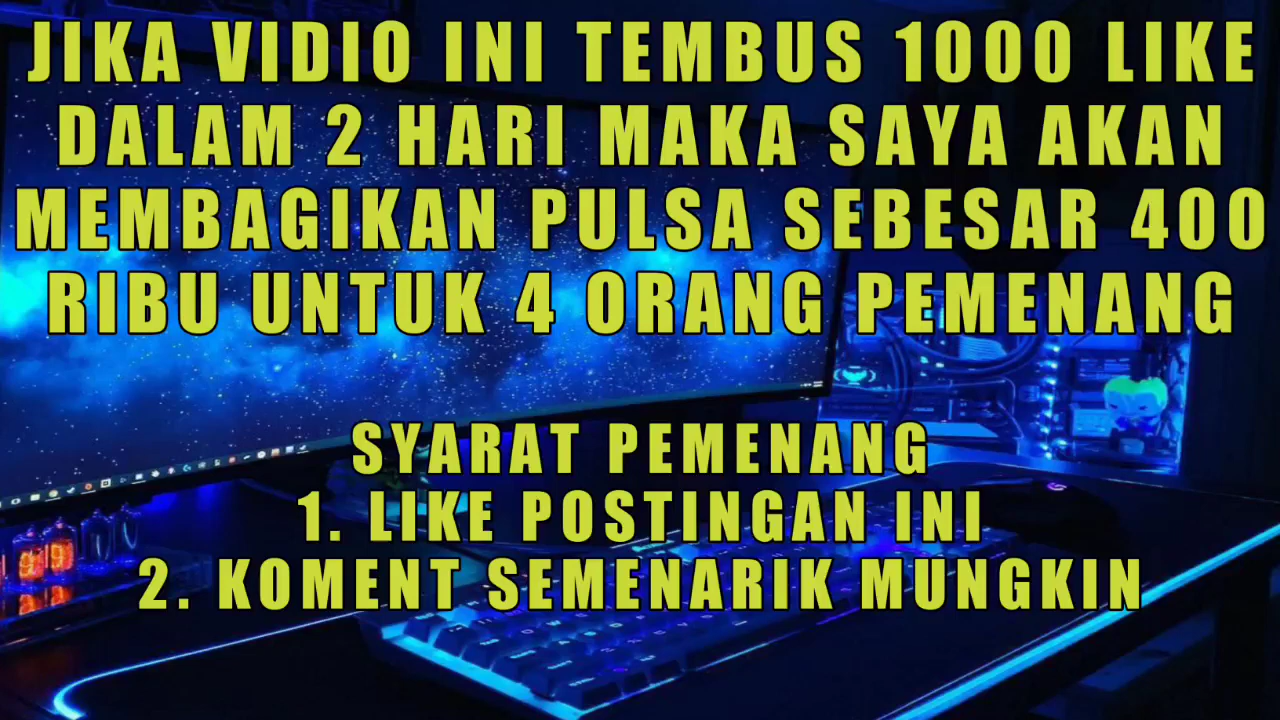 JIKA VIDIO INI TEMBUS 1000 LIKE
DALAM 2 HARI MAKA SAYA AKAN
MEMBAGIKAN PULSA SEBESAR 400
RIBU UNTUK 4 ORANG PEMENANG
SYARAT PEMENANG
1. LIKE POSTINGAN INI
2. KOMENT SEMENARIK MUNGKIN